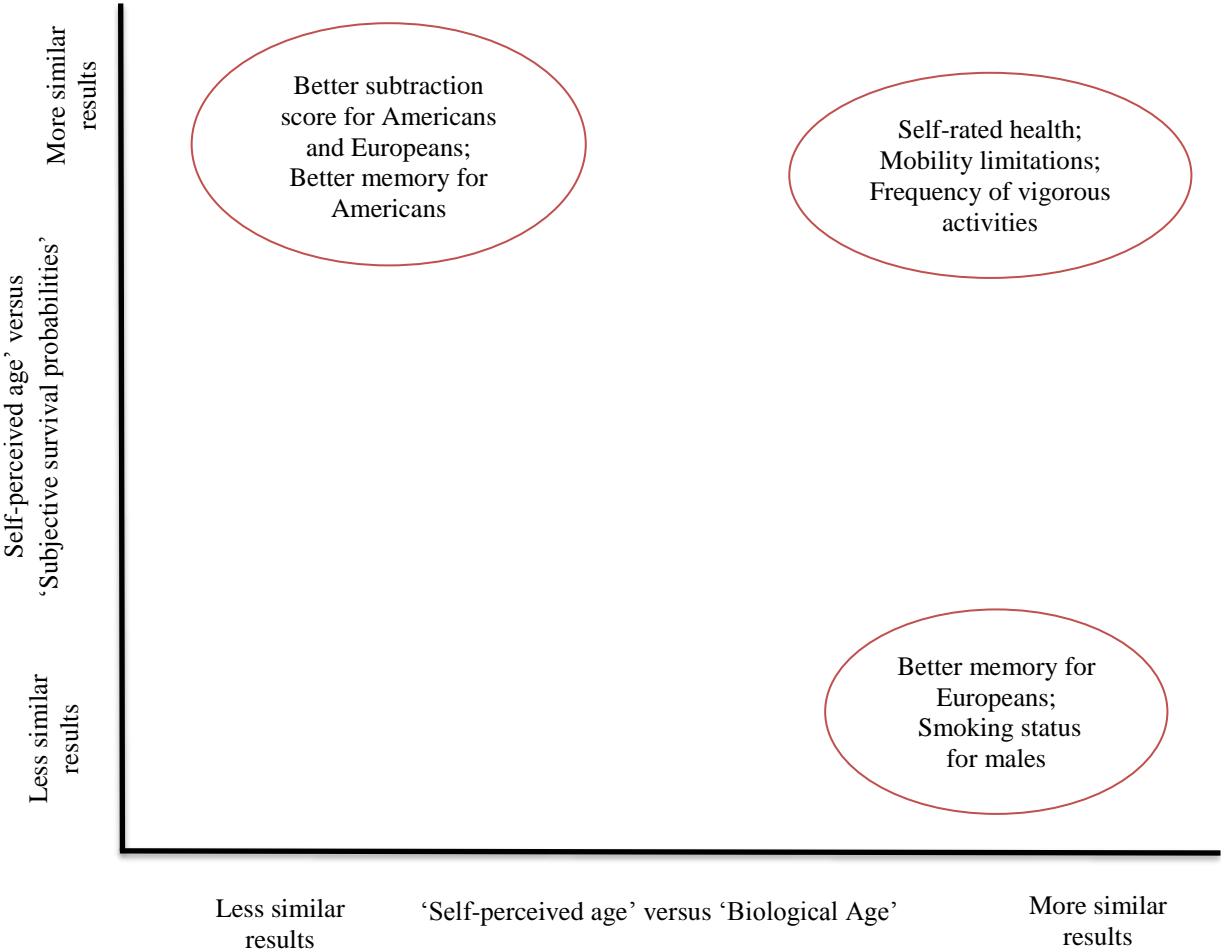 More similar
results
Better subtraction
score for Americans
and Europeans;
Better memory for
Americans
Self-rated health;
Mobility limitations;
Frequency of vigorous
activities
Self-perceived age’ versus
‘Subjective survival probabilities’
Less similar
results
Better memory for
Europeans;
Smoking status
for males
Less similar
results
‘Self-perceived age’ versus ‘Biological Age’
More similar
results